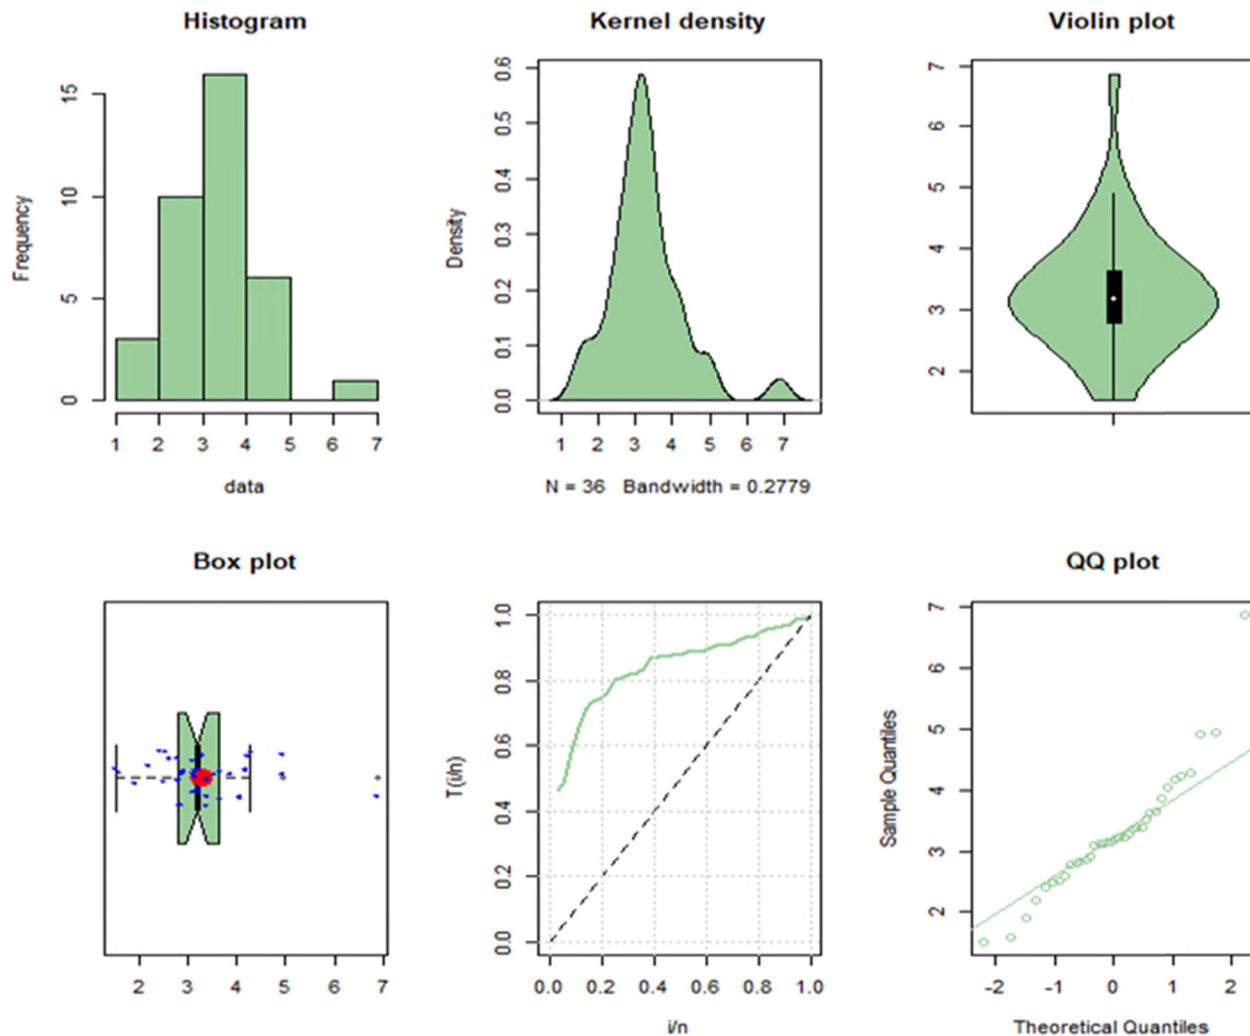 Histogram
Kernel density
Violin plot
Frequency
0
5
10
15
1 2 3 4 5 6 7
data
Density
0.0
0.1
0.2
0.3
0.4
0.5
0.6
1 2 3 4 5 6 7
N = 36 Bandwidth = 0.2779
2
3
4
5
6
7
Box plot
QQ plot
2 3 4 5 6 7
T(i/n)
0.0
0.2
0.4
0.6
0.8
1.0
0.0 0.2 0.4 0.6 0.8 1.0
i/n
Sample Quantiles
2
3
4
5
6
7
-2 -1 0 1 2
Theoretical Quantiles